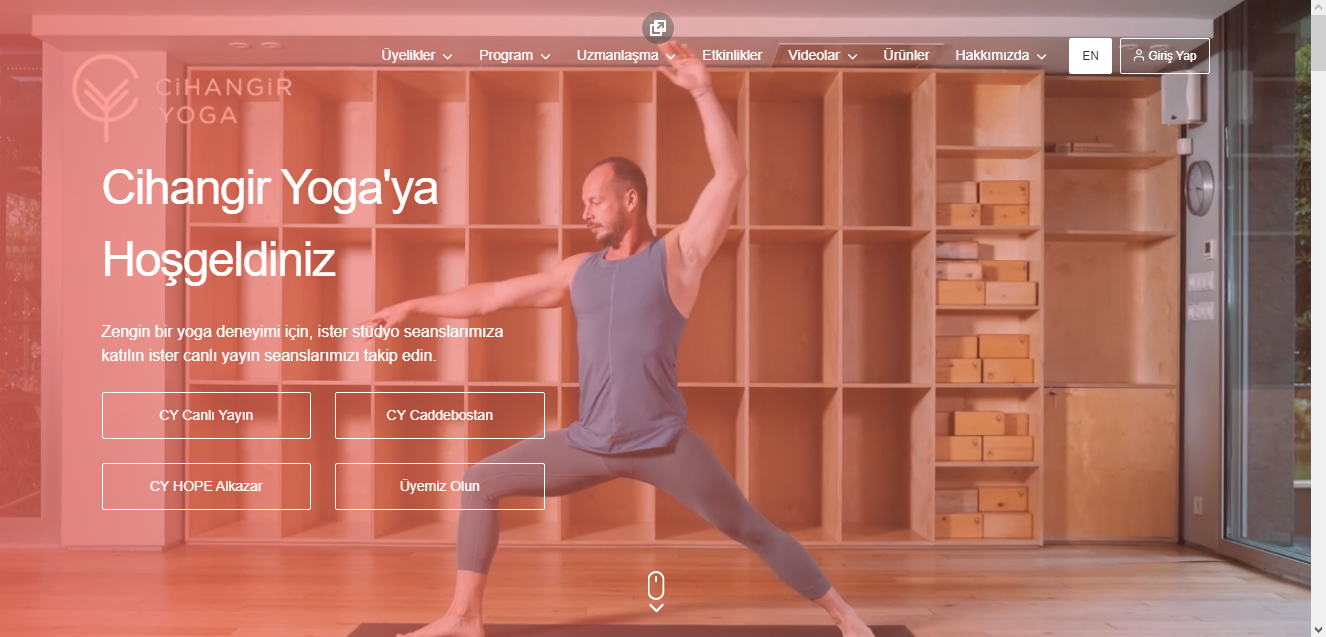 Üyelikler Program Uzmanlaşma Etkinlikler Videolar Ürünler Hakkımızda EN Giriş Yap
CİHANGİR
YOGA
Cihangir Yoga'ya
Hoşgeldiniz
Zengin bir yoga deneyimi için, ister stüdyo seanslarımıza
katılın ister canlı yayın seanslarımızı takip edin.
CY Canlı Yayın CY Caddebostan
CY HOPE Alkazar Üyemiz Olun